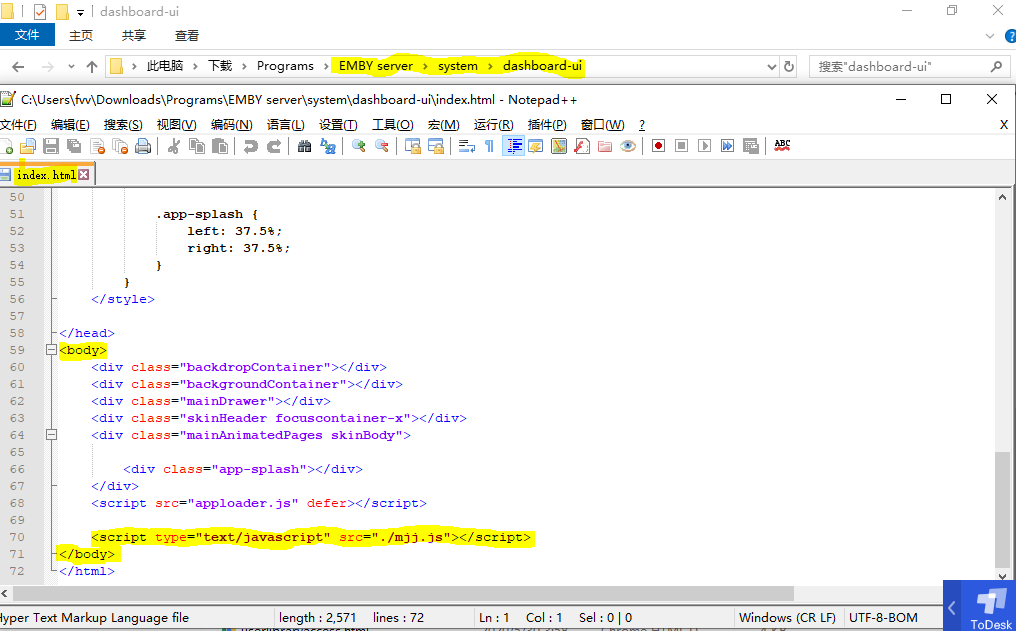 dashboard-ui
文件 主页 共享 查看
此电脑 > 下载 > Programs > EMBY server > system > dashboard-ui
搜索"dashboard-ui"
C:\Users\fvv\Downloads\Programs\EMBY server\system\dashboard-ui\index.html - Notepad++
文件(F) 编辑(E) 搜索(S) 视图(V) 编码(N) 语言(L) 设置(T) 工具(O) 宏(M) 运行(R) 插件(P) 窗口(W) ? X
ABC
index.html
50
51 .app-splash {
52 left: 37.5%;
53 right: 37.5%;
54 }
55 }
56 </style>
57
58 </head>
59 <body>
60 <div class="backdropContainer"></div>
61 <div class="backgroundContainer"></div>
62 <div class="mainDrawer"></div>
63 <div class="skinHeader focuscontainer-x"></div>
64 <div class="mainAnimatedPages skinBody">
65
66 <div class="app-splash"></div>
67 </div>
68 <script src="apploader.js" defer></script>
69
70 <script type="text/javascript" src="./mjj.js"></script>
71 </body>
72 </html>
ToDesk
Hyper Text Markup Language file length : 2,571 lines : 72 Ln : 1 Col : 1 Sel : 0 | 0 Windows (CR LF) UTF-8-BOM